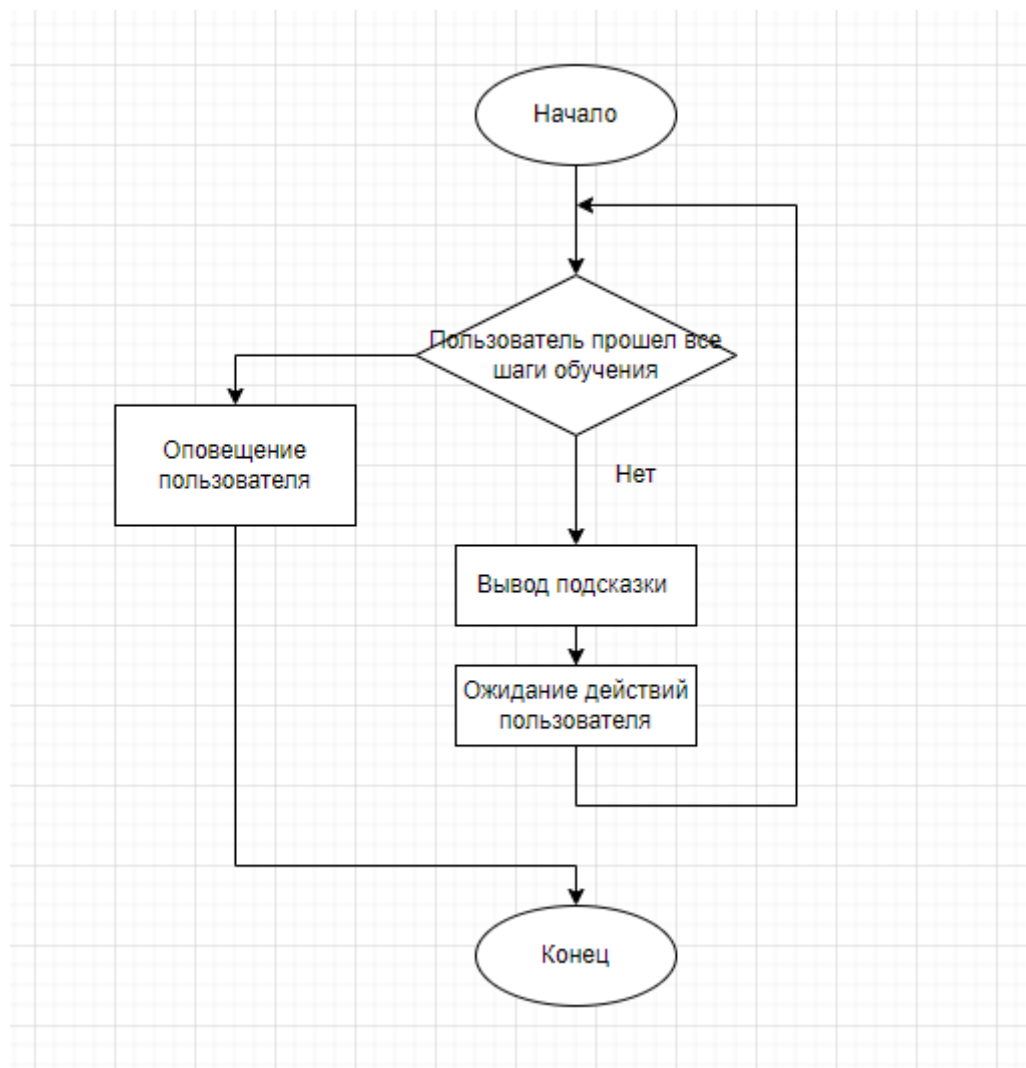 Начало
Пользователь прошел все
шаги обучения
Оповещение
пользователя
Нет
Вывод подсказки
Ожидание действий
пользователя
Конец